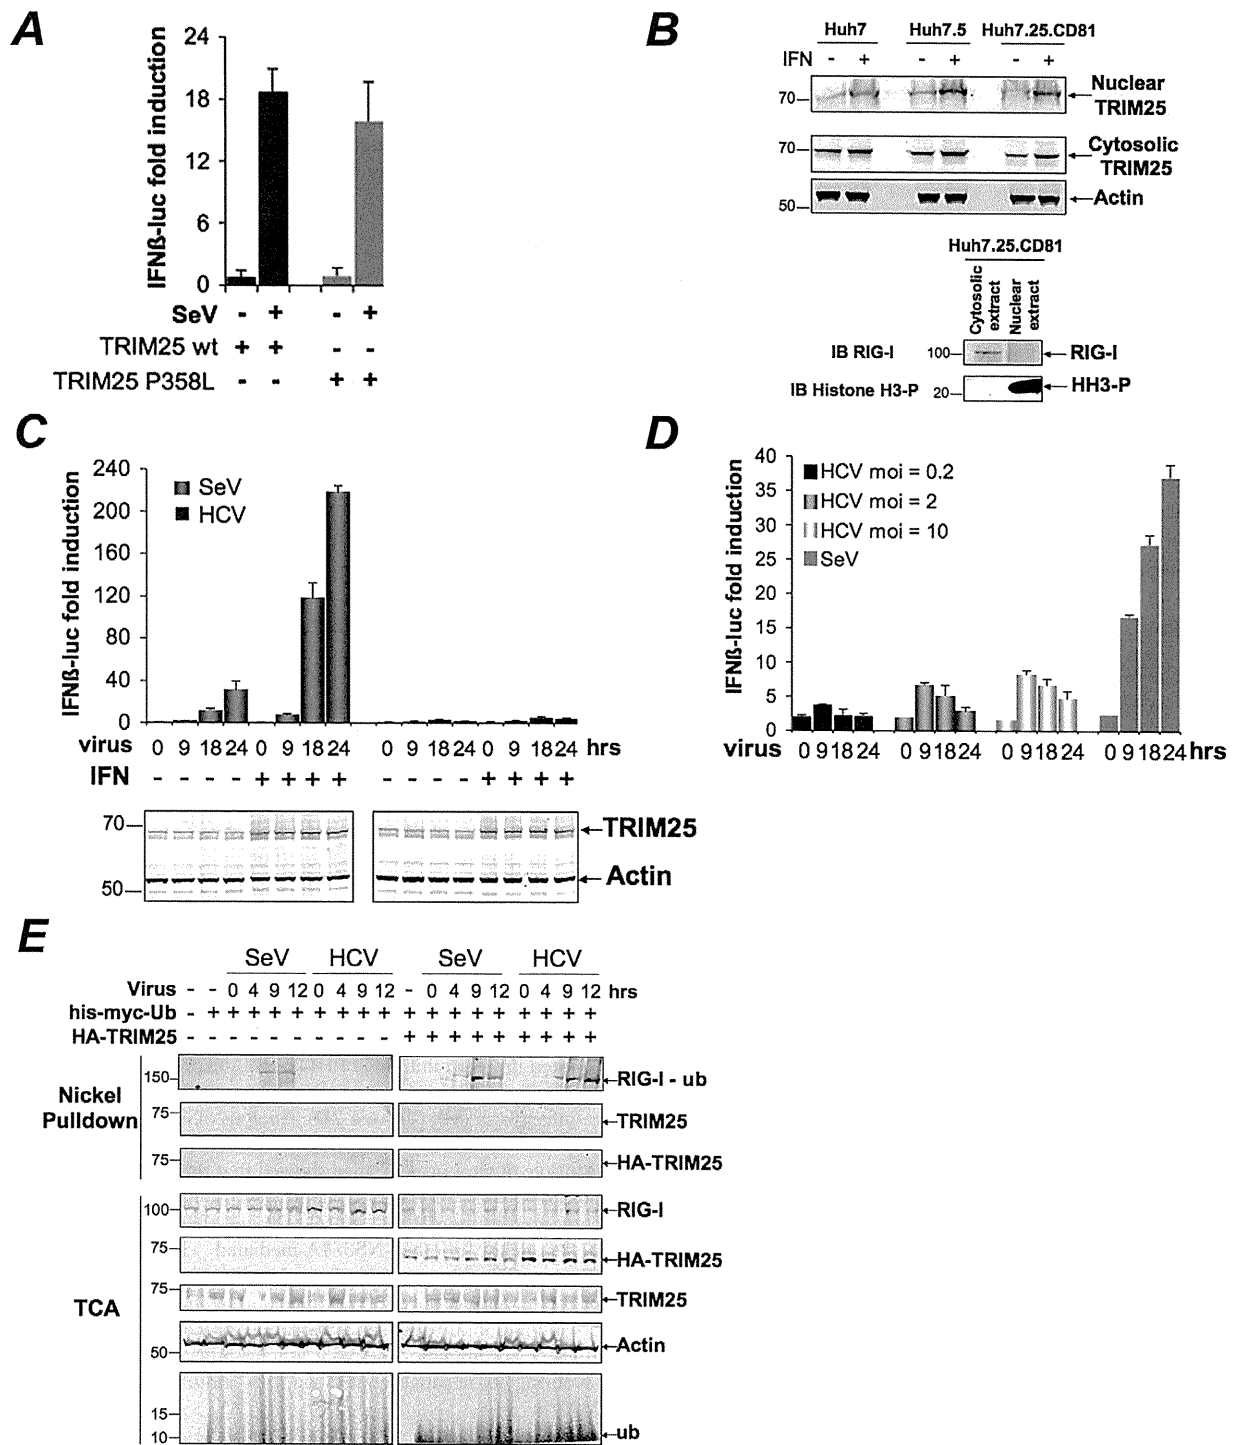 A
IFNß-luc fold induction
24
18
12
6
0
SeV - + - +
TRIM25 wt + + - -
TRIM25 P358L - - + +
B
Huh7 Huh7.5 Huh7.25.CD81
IFN - + - + - +
70 Nuclear TRIM25
70 Cytosolic TRIM25
50 Actin
Huh7.25.CD81
Cytosolic extract
Nuclear extract
IB RIG-I 100 RIG-I
IB Histone H3-P 20 HH3-P
C
IFNß-luc fold induction
240
200
160
120
80
40
0
SeV
HCV
virus 0 9 18 24 0 9 18 24 0 9 18 24 0 9 18 24 hrs
IFN - - - - + + + + - - - - + + + +
70 TRIM25
50 Actin
D
IFNß-luc fold induction
40
35
30
25
20
15
10
5
0
HCV moi = 0.2
HCV moi = 2
HCV moi = 10
SeV
virus 0 9 18 24 0 9 18 24 0 9 18 24 0 9 18 24 hrs
E
SeV HCV SeV HCV
Virus - - 0 4 9 12 0 4 9 12 - 0 4 9 12 0 4 9 12 hrs
his-myc-Ub - + + + + + + + + + + + + + + + + + +
HA-TRIM25 - - - - - - - - - - + + + + + + + + +
Nickel Pulldown
150 RIG-I - ub
75 TRIM25
75 HA-TRIM25
TCA
100 RIG-I
75 HA-TRIM25
75 TRIM25
50 Actin
15
10 ub